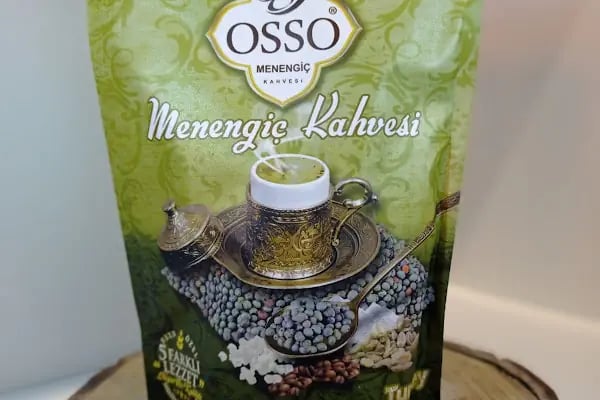 OSSO®
MENENGİÇ
KAHVESİ
Menengiç Kahvesi
5 FARKLI
LEZZET